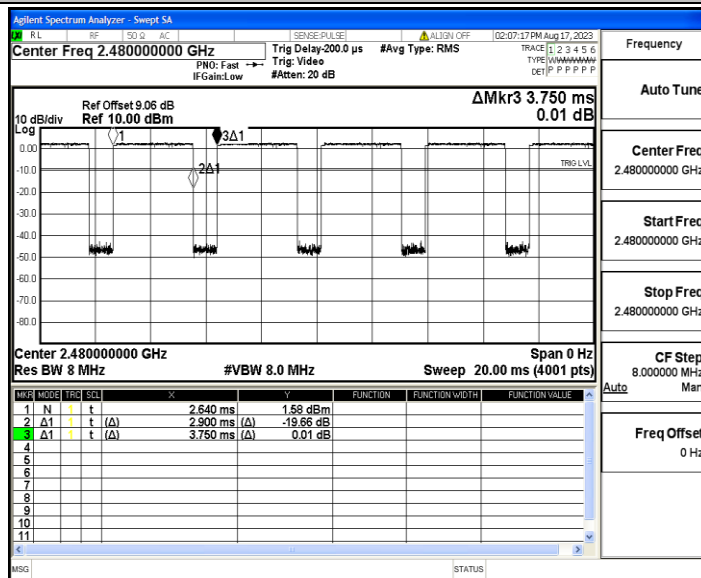 Agilent Spectrum Analyzer - Swept SA
RL RF 50 Ω AC SENSE:PULSE ALIGN OFF 02:07:17 PM Aug 17, 2023
Center Freq 2.480000000 GHz
PNO: Fast
IFGain:Low
Trig Delay-200.0 µs
Trig: Video
#Atten: 20 dB
#Avg Type: RMS
TRACE 1 2 3 4 5 6
TYPE
DET P P P P P P
ΔMkr3 3.750 ms
0.01 dB
Ref Offset 9.06 dB
10 dB/div Ref 10.00 dBm
Log
1
3Δ1
2Δ1
TRIG LVL
0.00
-10.0
-20.0
-30.0
-40.0
-50.0
-60.0
-70.0
-80.0
Center 2.480000000 GHz Span 0 Hz
Res BW 8 MHz #VBW 8.0 MHz Sweep 20.00 ms (4001 pts)
MKR MODE TRC SCL X Y FUNCTION FUNCTION WIDTH FUNCTION VALUE
1 N t 2.640 ms 1.58 dBm
2 Δ1 t (Δ) 2.900 ms (Δ) -19.66 dB
3 Δ1 t (Δ) 3.750 ms (Δ) 0.01 dB
4
5
6
7
8
9
10
11
MSG STATUS
Frequency
Auto Tune
Center Freq
2.480000000 GHz
Start Freq
2.480000000 GHz
Stop Freq
2.480000000 GHz
CF Step
8.000000 MHz
Auto Man
Freq Offset
0 Hz